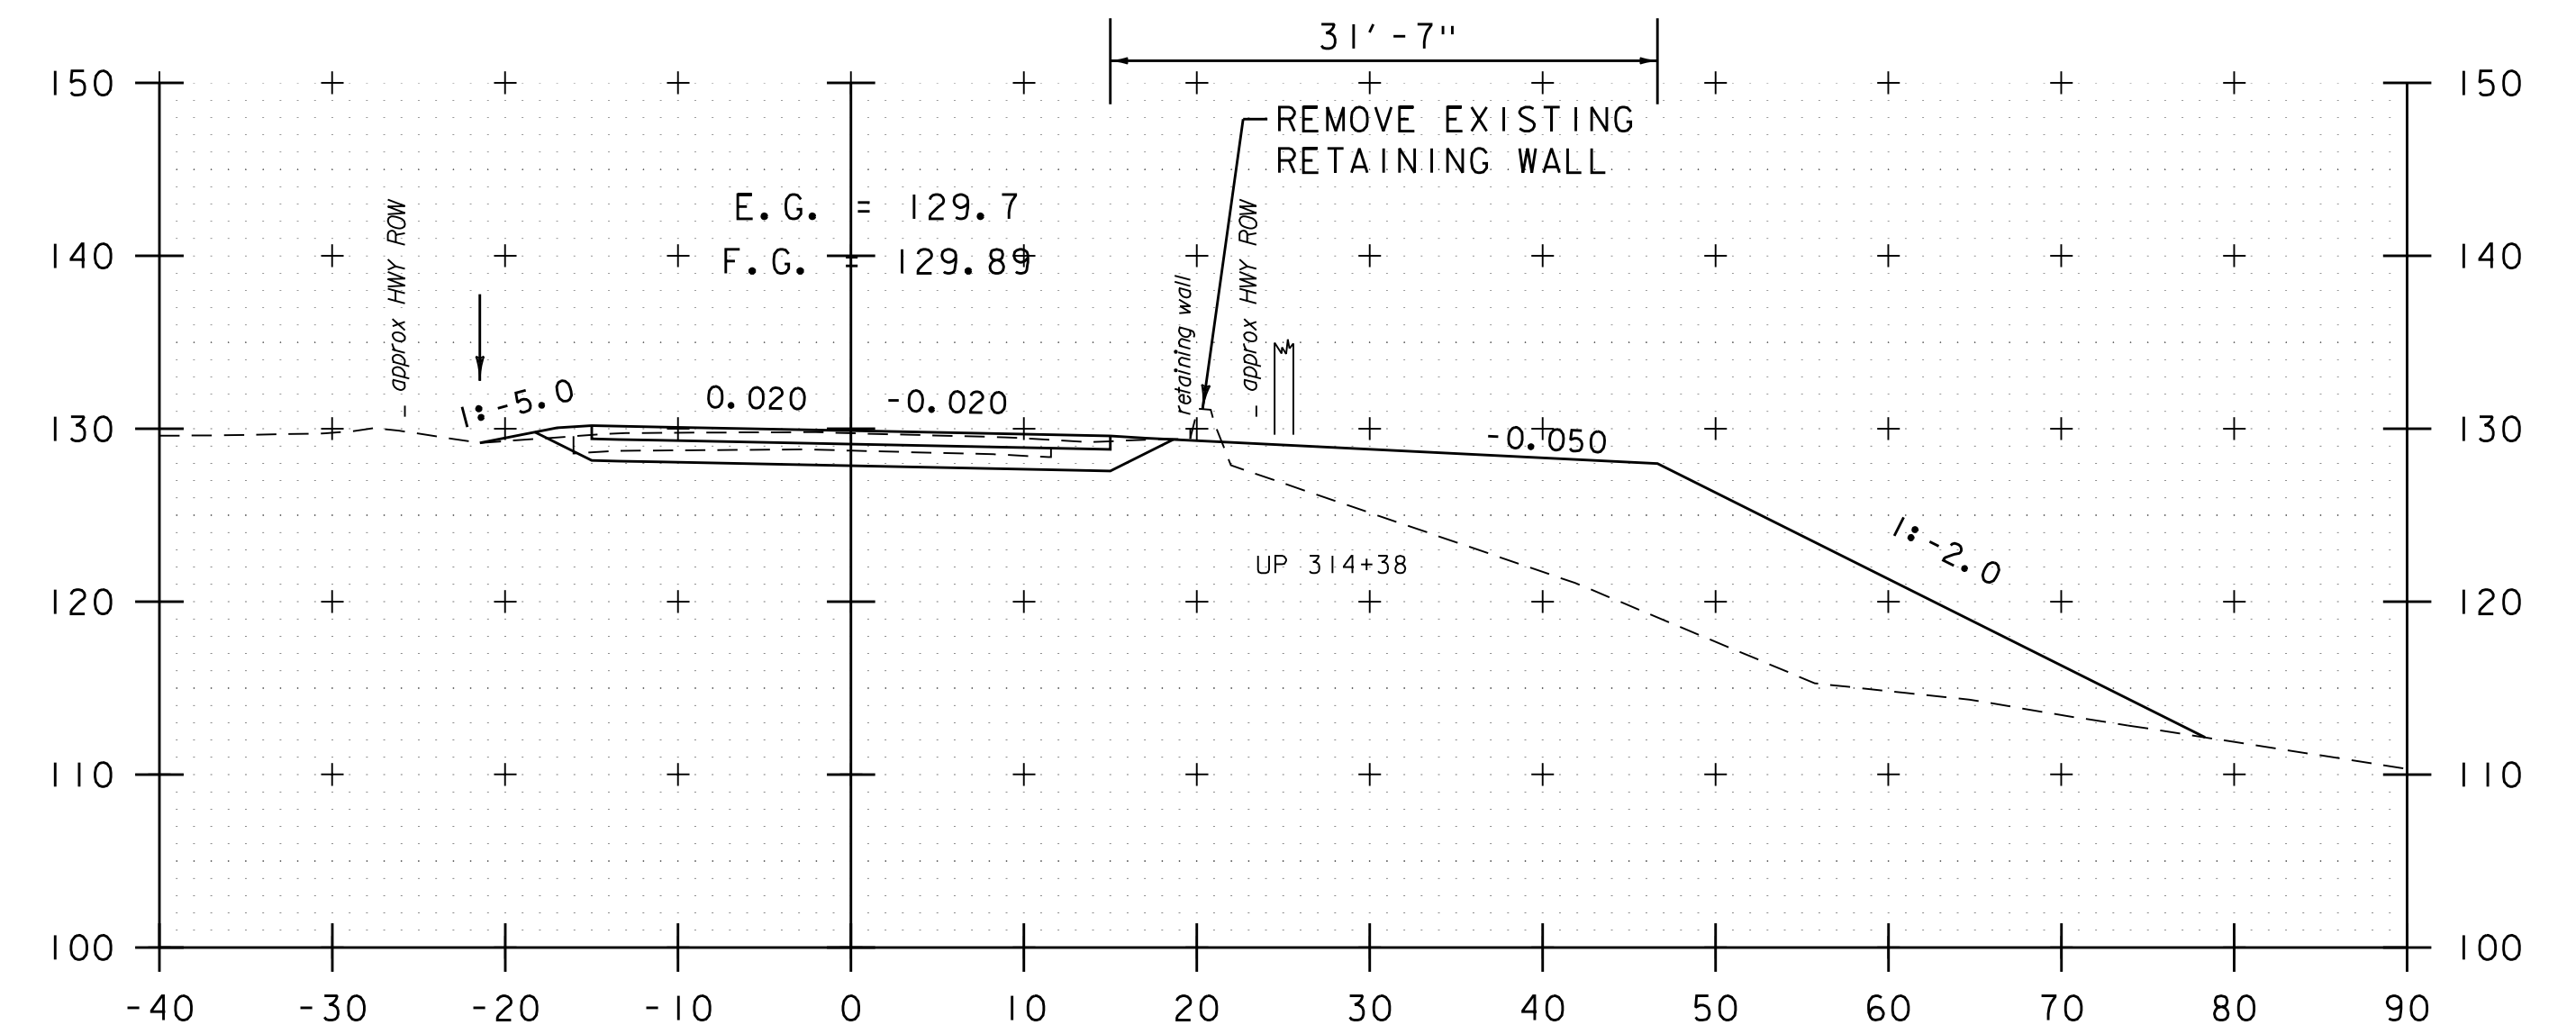 31'-7"
150
150
REMOVE EXISTING
RETAINING WALL
E.G. = 129.7
F.G. = 129.89
140
140
approx HWY ROW
retaining wall
approx HWY ROW
1:-5.0
0.020
-0.020
130
-0.050
130
1:-2.0
UP 314+38
120
120
110
110
100
100
-40 -30 -20 -10 0 10 20 30 40 50 60 70 80 90